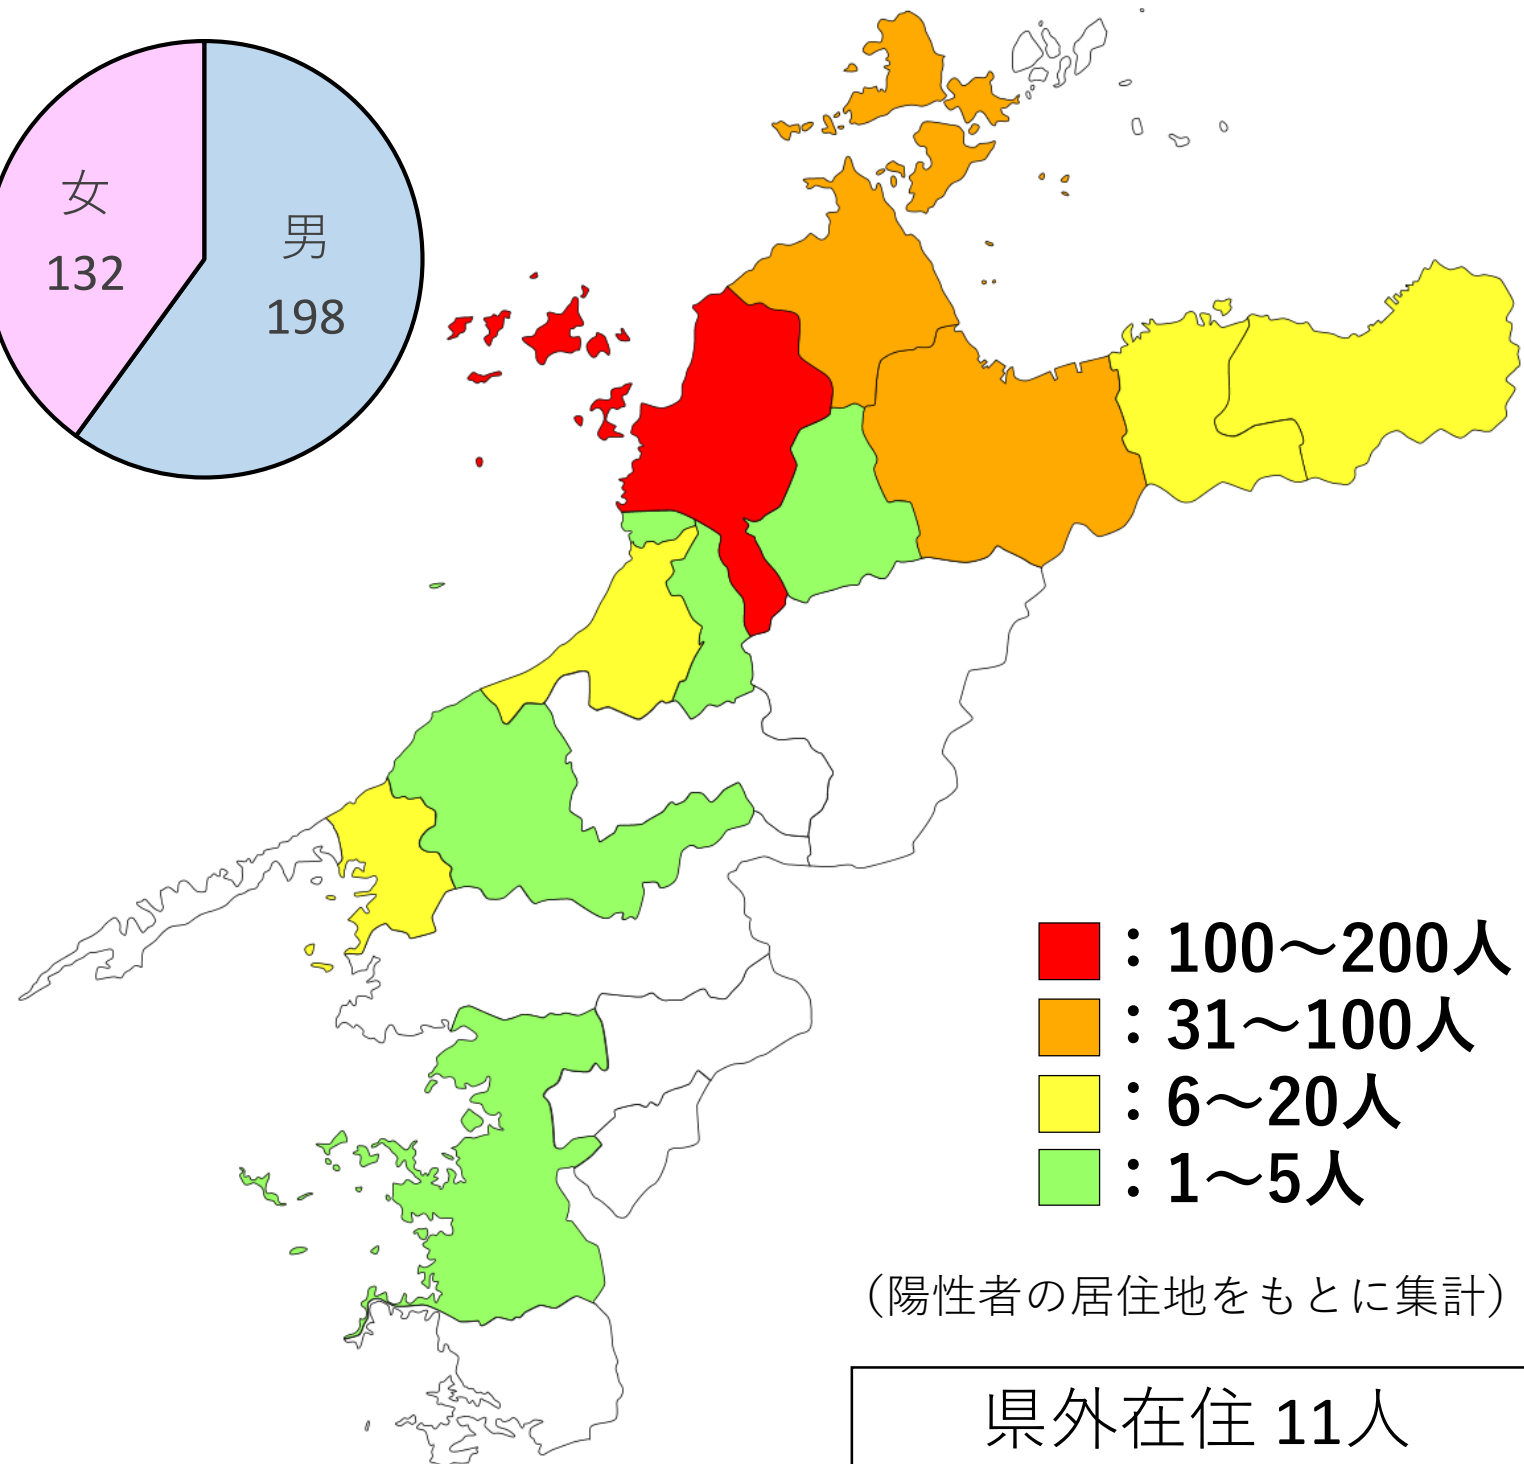 女
132
男
198
：100～200人
：31～100人
：6～20人
：1～5人
（陽性者の居住地をもとに集計）
県外在住 11人